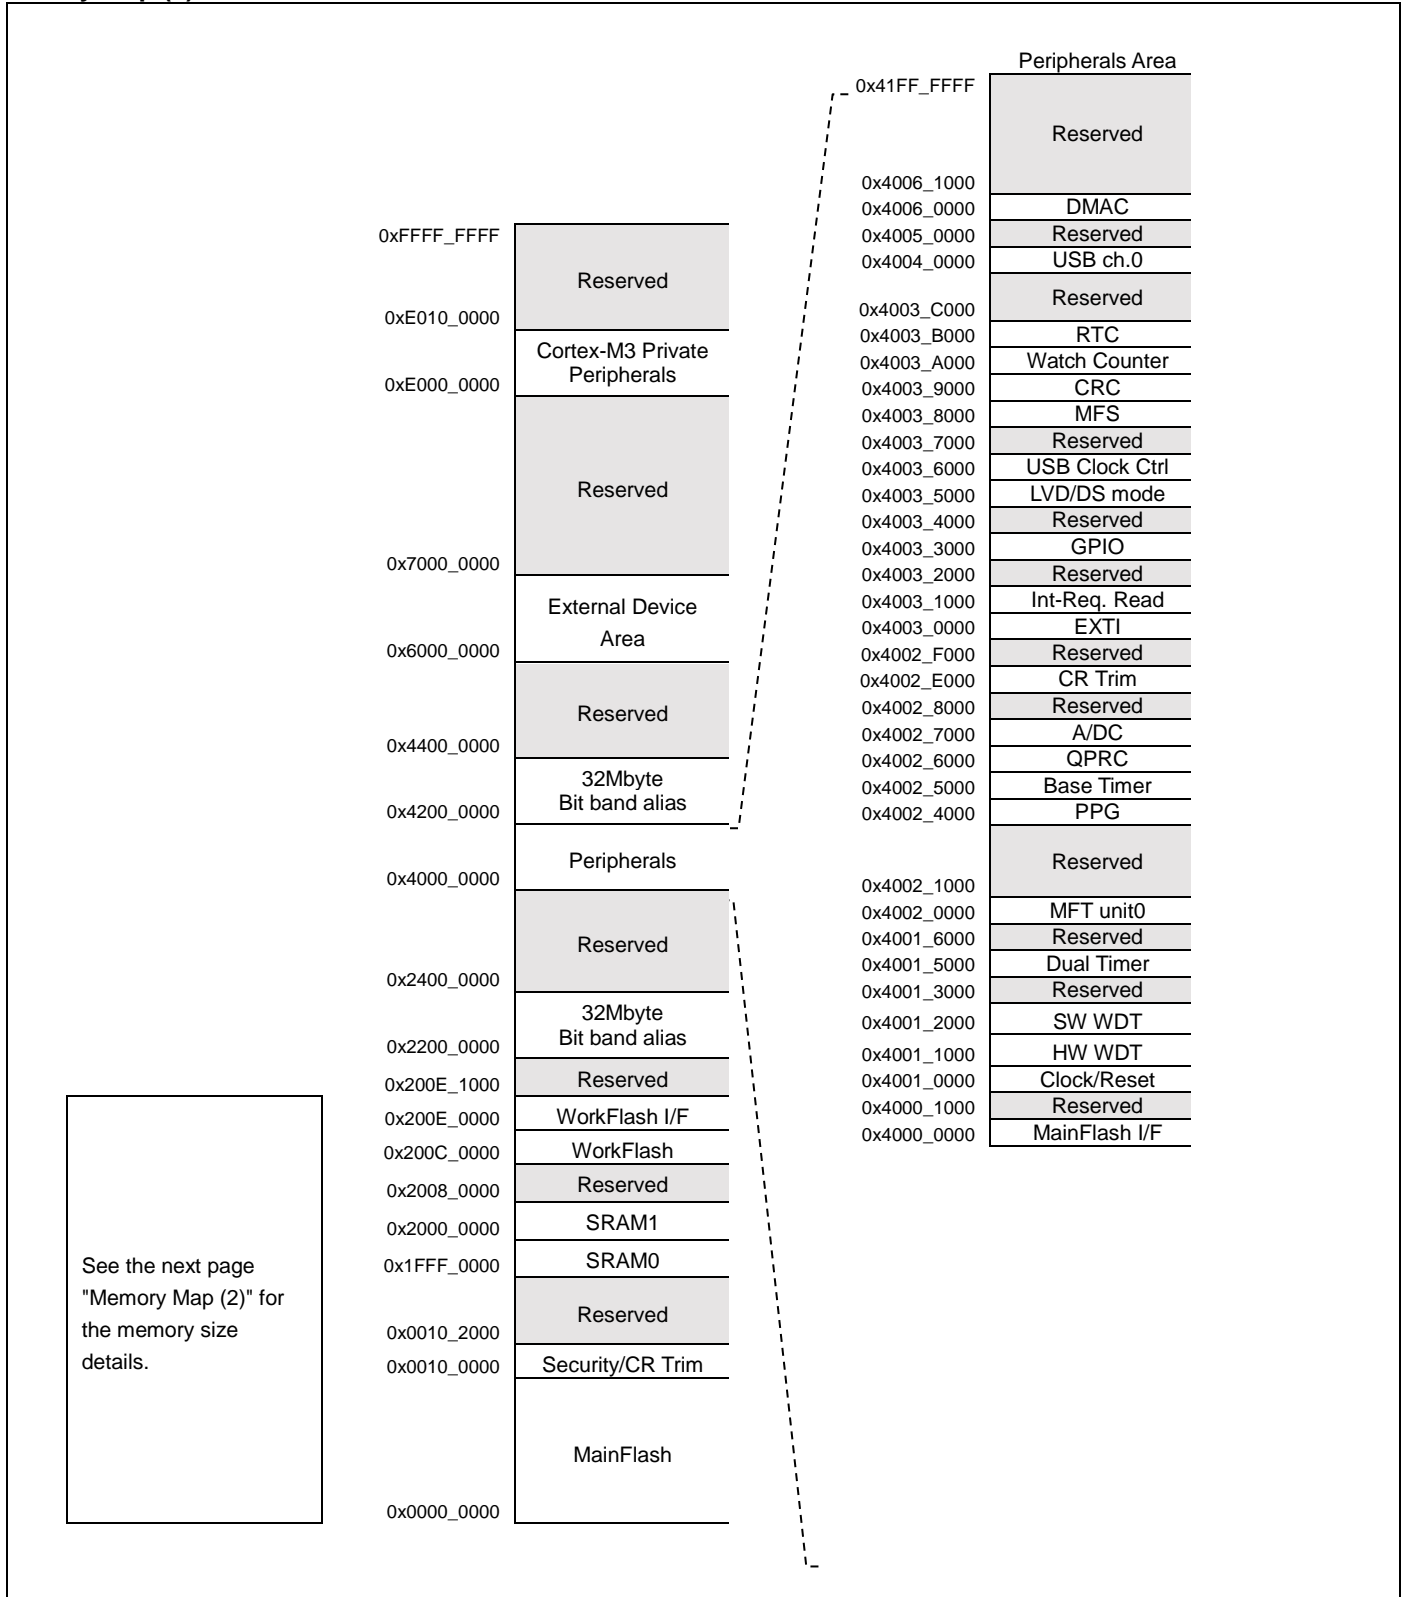 Peripherals Area
0x41FF_FFFF
Reserved
0x4006_1000
0x4006_0000 DMAC
0x4005_0000 Reserved
0x4004_0000 USB ch.0
Reserved
0x4003_C000
0x4003_B000 RTC
0x4003_A000 Watch Counter
0x4003_9000 CRC
0x4003_8000 MFS
0x4003_7000 Reserved
0x4003_6000 USB Clock Ctrl
0x4003_5000 LVD/DS mode
0x4003_4000 Reserved
0x4003_3000 GPIO
0x4003_2000 Reserved
0x4003_1000 Int-Req. Read
0x4003_0000 EXTI
0x4002_F000 Reserved
0x4002_E000 CR Trim
0x4002_8000 Reserved
0x4002_7000 A/DC
0x4002_6000 QPRC
0x4002_5000 Base Timer
0x4002_4000 PPG
Reserved
0x4002_1000
0x4002_0000 MFT unit0
0x4001_6000 Reserved
0x4001_5000 Dual Timer
0x4001_3000 Reserved
0x4001_2000 SW WDT
0x4001_1000 HW WDT
0x4001_0000 Clock/Reset
0x4000_1000 Reserved
0x4000_0000 MainFlash I/F
0xFFFF_FFFF
Reserved
0xE010_0000
Cortex-M3 Private
Peripherals
0xE000_0000
Reserved
0x7000_0000
External Device
Area
0x6000_0000
Reserved
0x4400_0000
32Mbyte
Bit band alias
0x4200_0000
Peripherals
0x4000_0000
Reserved
0x2400_0000
32Mbyte
Bit band alias
0x2200_0000
0x200E_1000 Reserved
0x200E_0000 WorkFlash I/F
0x200C_0000 WorkFlash
0x2008_0000 Reserved
0x2000_0000 SRAM1
0x1FFF_0000 SRAM0
Reserved
0x0010_2000
0x0010_0000 Security/CR Trim
MainFlash
0x0000_0000
See the next page
"Memory Map (2)" for
the memory size
details.